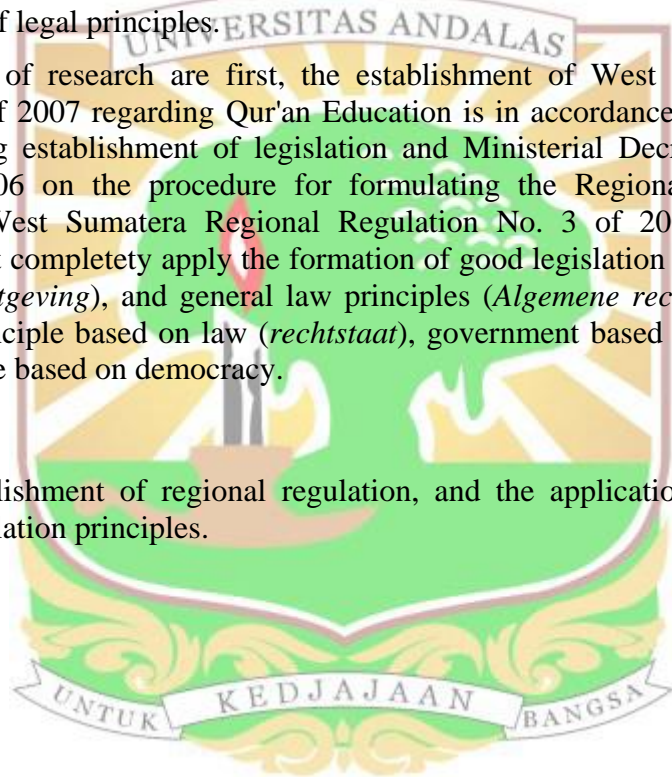 f legal principles.
UNIVERSITAS ANDALAS
of research are first, the establishment of West
f 2007 regarding Qur'an Education is in accordance
g establishment of legislation and Ministerial Decr
06 on the procedure for formulating the Regiona
West Sumatera Regional Regulation No. 3 of 20
t completety apply the formation of good legislation
tgeving), and general law principles (Algemene rec
ciple based on law (rechtstaat), government based
e based on democracy.
lishment of regional regulation, and the applicatio
lation principles.
UNTUK KEDJAJAAN BANGSA